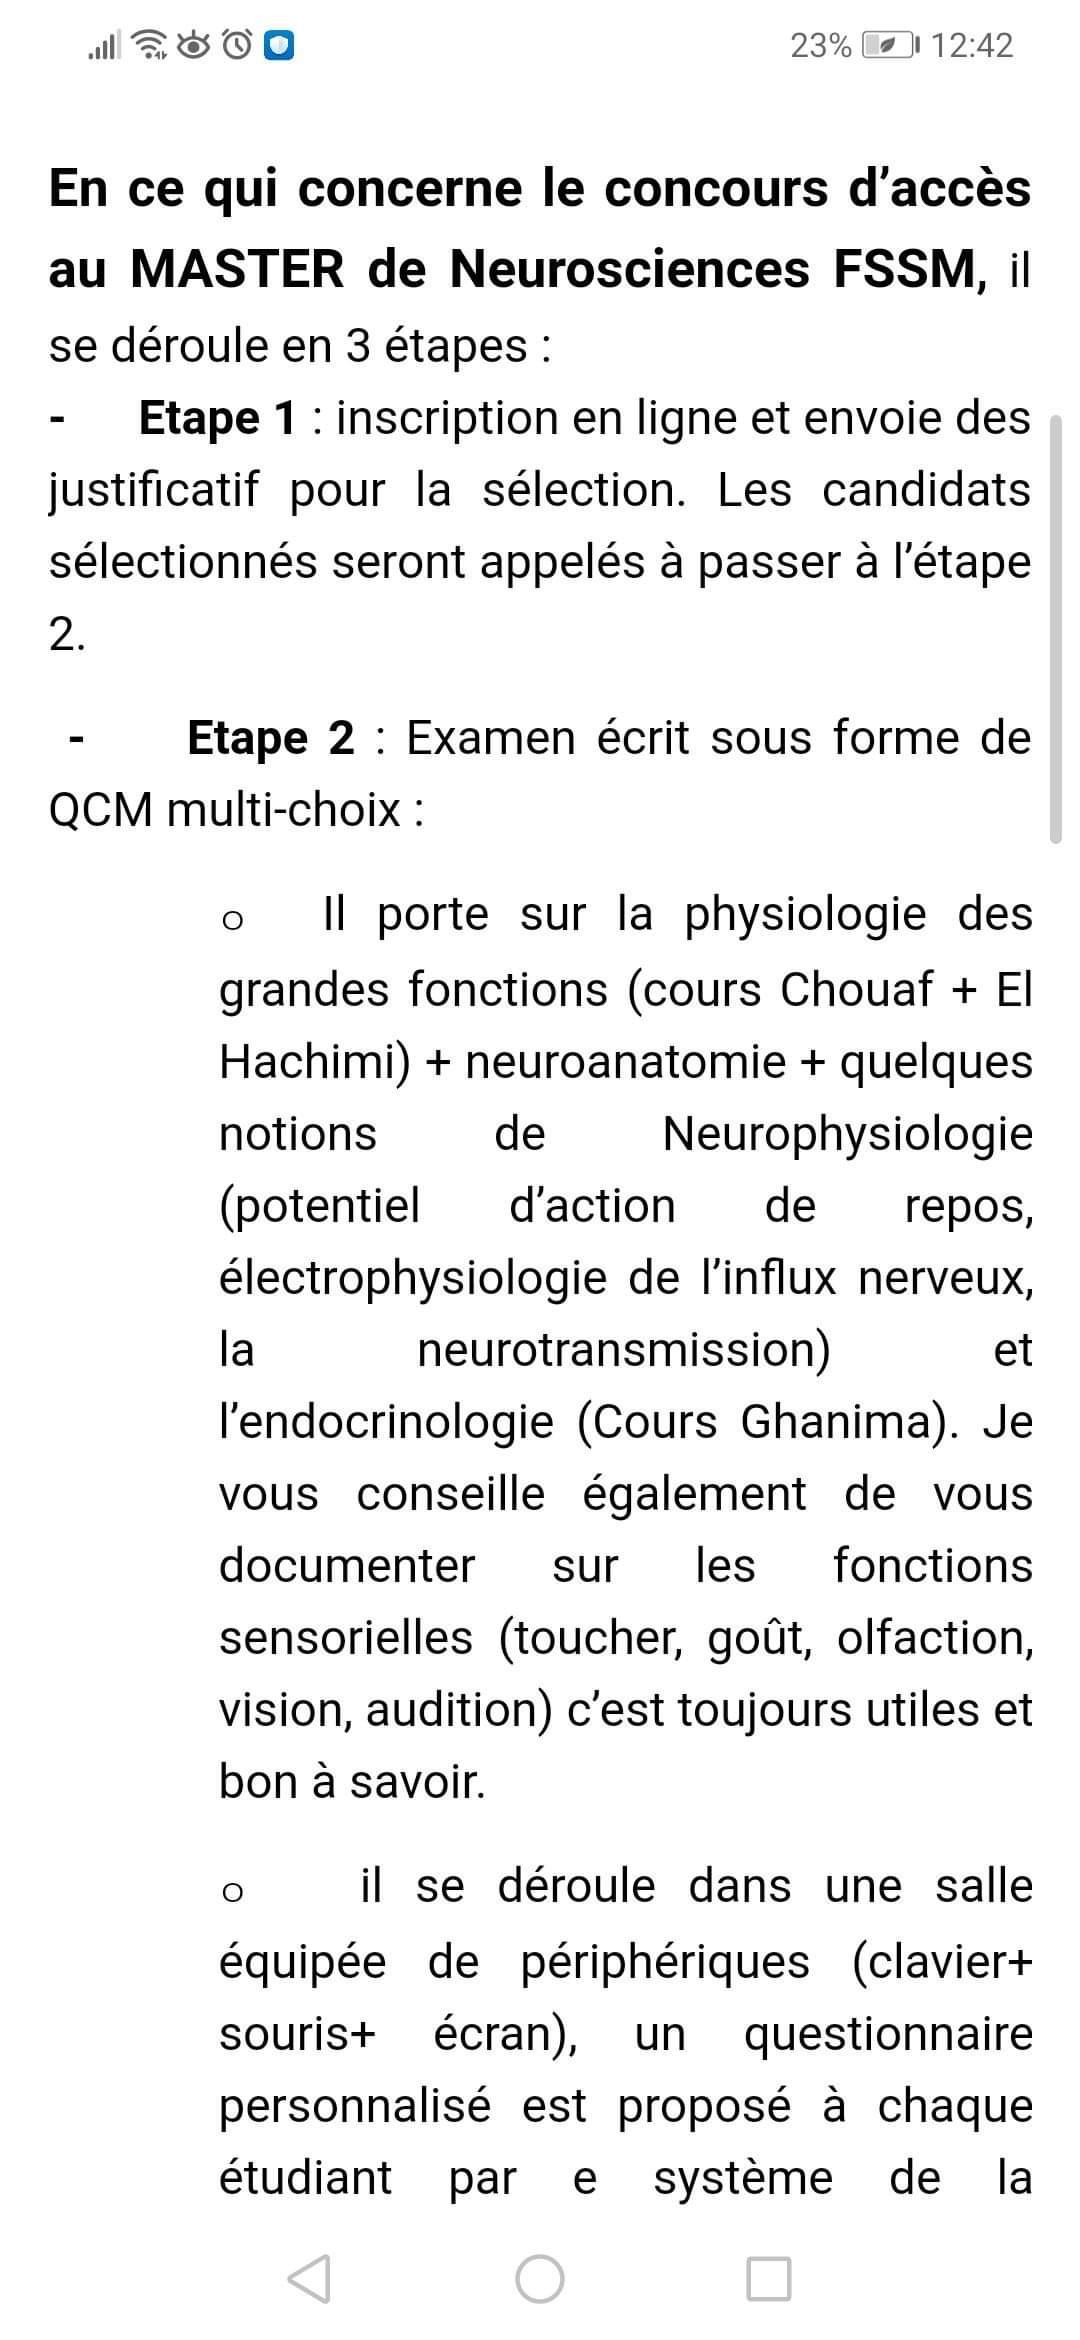 23% 12:42
En ce qui concerne le concours d’accès
au MASTER de Neurosciences FSSM, il
se déroule en 3 étapes :
- Etape 1 : inscription en ligne et envoie des
justificatif pour la sélection. Les candidats
sélectionnés seront appelés à passer à l’étape
2.
- Etape 2 : Examen écrit sous forme de
QCM multi-choix :
o Il porte sur la physiologie des
grandes fonctions (cours Chouaf + El
Hachimi) + neuroanatomie + quelques
notions de Neurophysiologie
(potentiel d’action de repos,
électrophysiologie de l’influx nerveux,
la neurotransmission) et
l’endocrinologie (Cours Ghanima). Je
vous conseille également de vous
documenter sur les fonctions
sensorielles (toucher, goût, olfaction,
vision, audition) c’est toujours utiles et
bon à savoir.
o il se déroule dans une salle
équipée de périphériques (clavier+
souris+ écran), un questionnaire
personnalisé est proposé à chaque
étudiant par e système de la